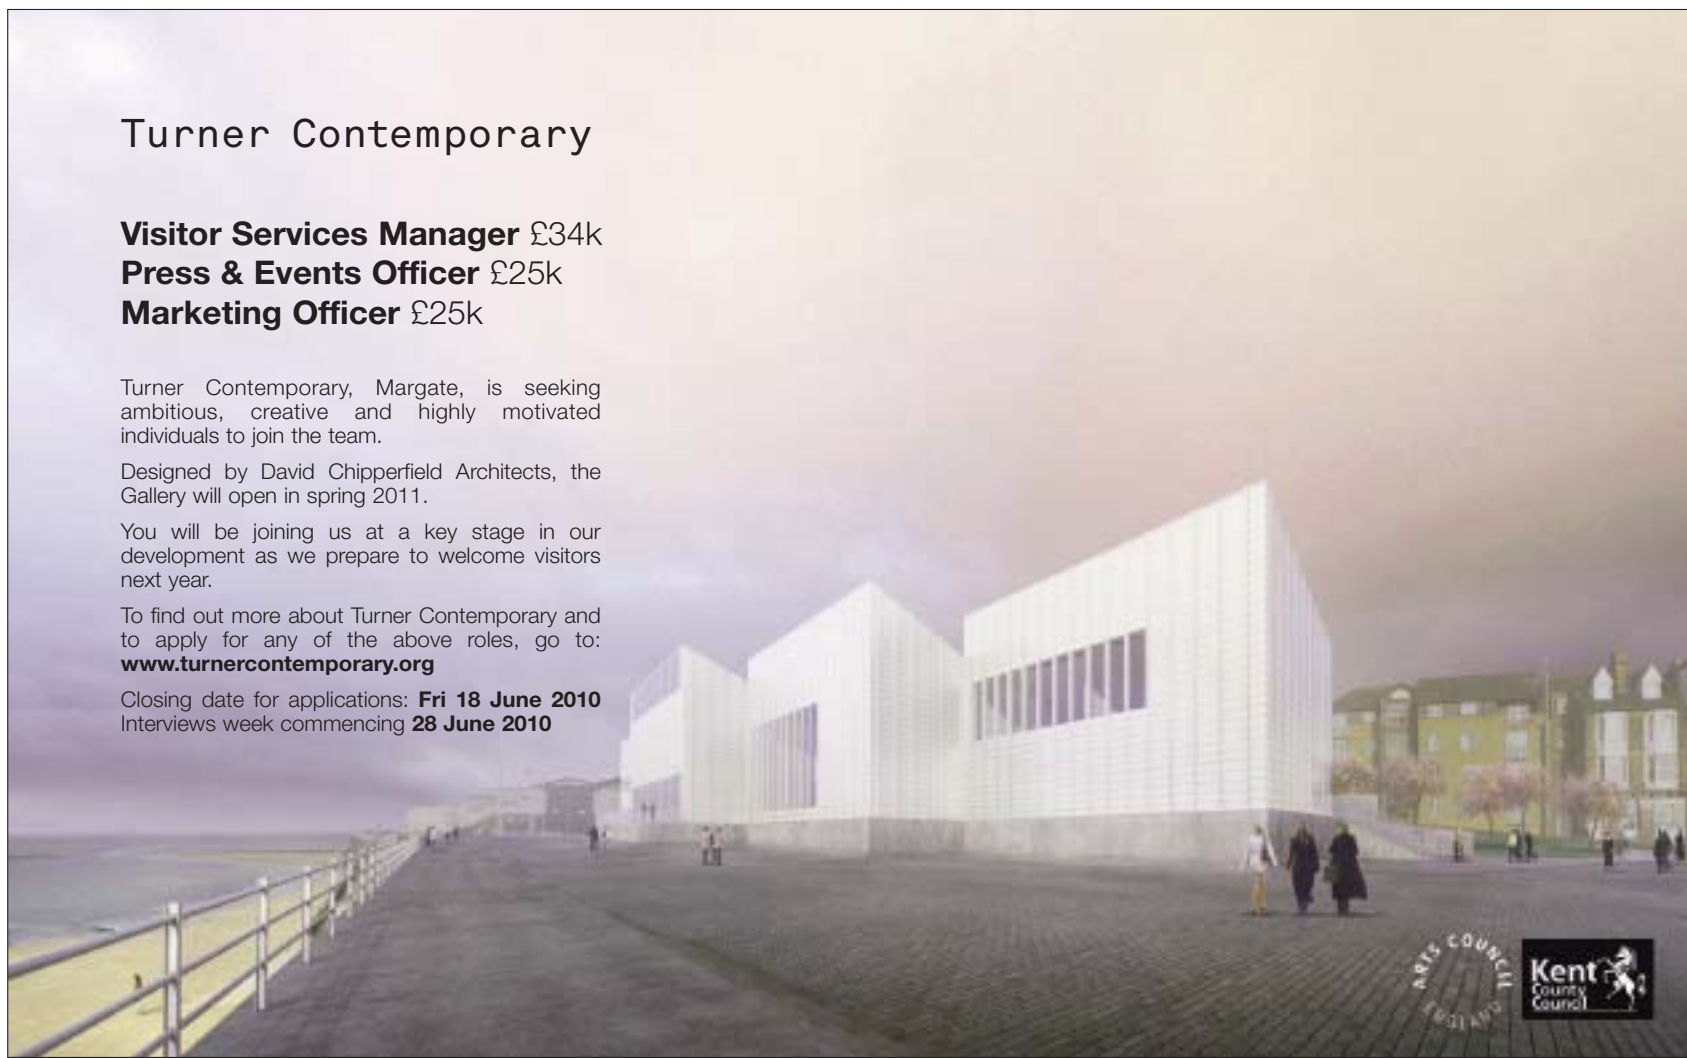 Turner Contemporary
Visitor Services Manager £34k
Press & Events Officer £25k
Marketing Officer £25k
Turner Contemporary, Margate, is seeking
ambitious, creative and highly motivated
individuals to join the team.
Designed by David Chipperfield Architects, the
Gallery will open in spring 2011.
You will be joining us at a key stage in our
development as we prepare to welcome visitors
next year.
To find out more about Turner Contemporary and
to apply for any of the above roles, go to:
www.turnercontemporary.org
Closing date for applications: Fri 18 June 2010
Interviews week commencing 28 June 2010
ARTS COUNCIL
ENGLAND
Kent
County
Council